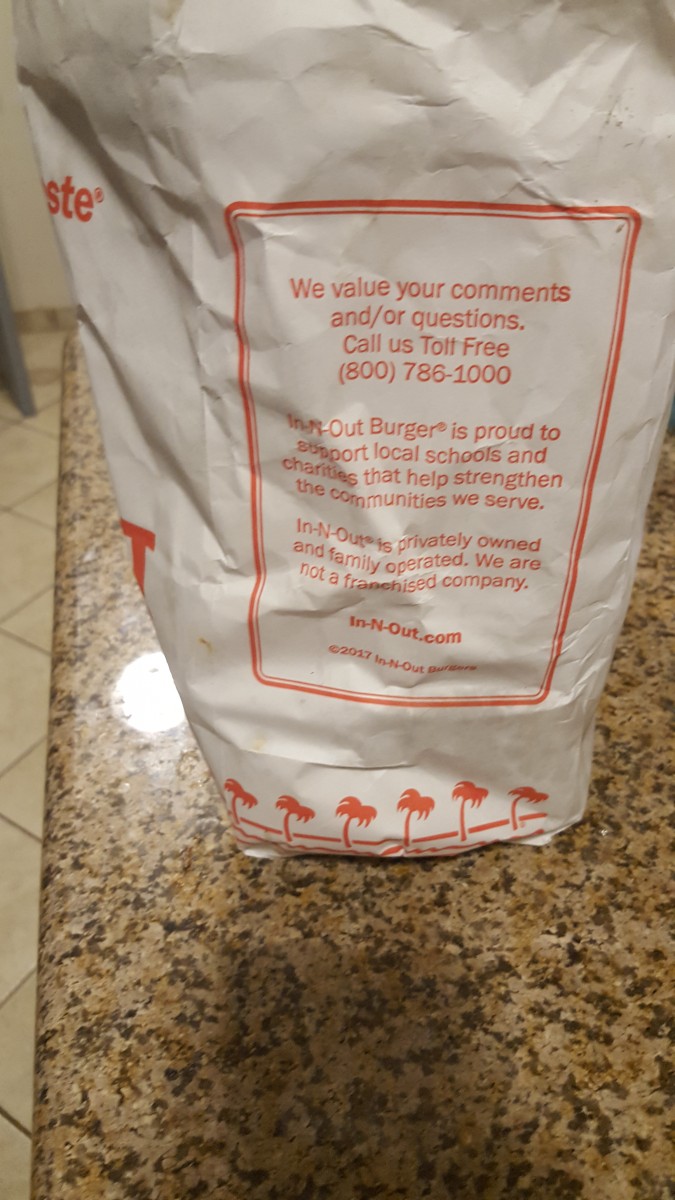 ste®
We value your comments
and/or questions.
Call us Toll Free
(800) 786-1000
In-N-Out Burger® is proud to
support local schools and
charities that help strengthen
the communities we serve.
In-N-Out® is privately owned
and family operated. We are
not a franchised company.
In-N-Out.com
©2017 In-N-Out Burgers
T